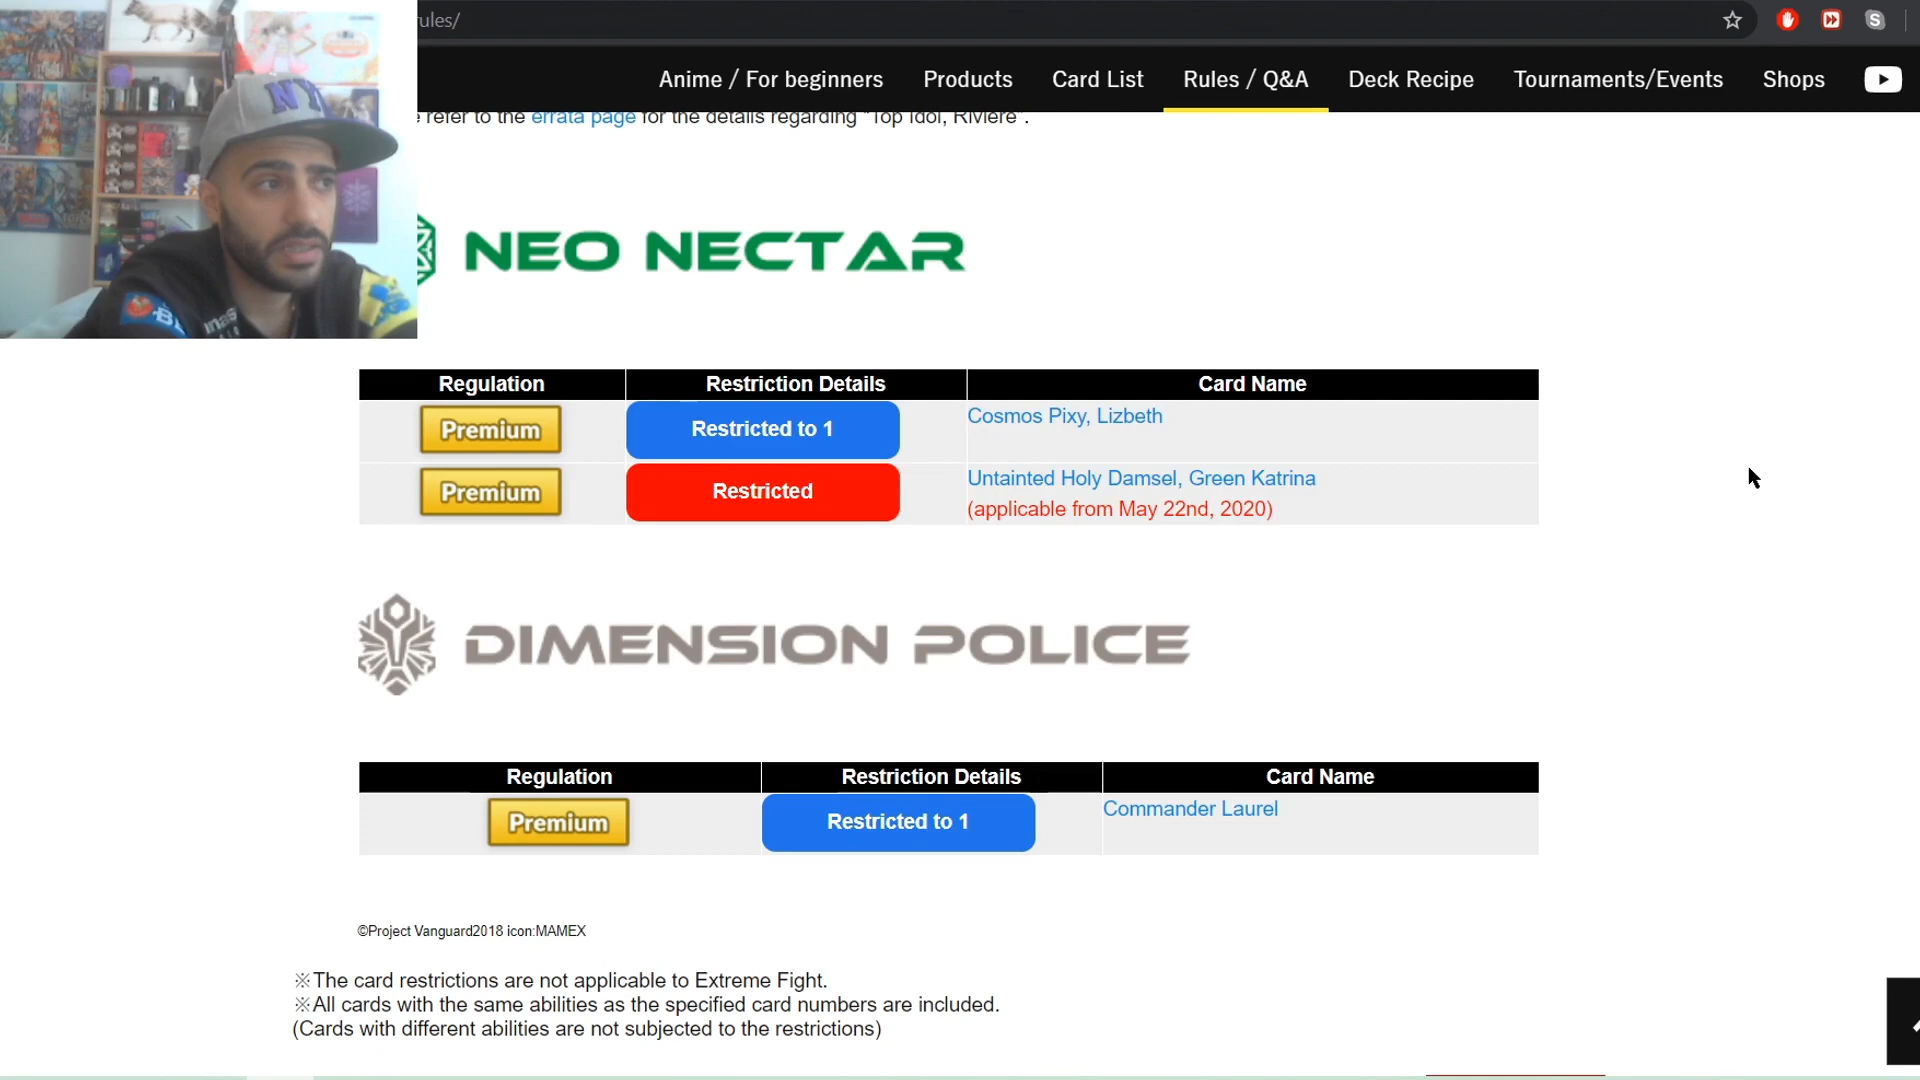 rules/
Anime / For beginners Products Card List Rules / Q&A Deck Recipe Tournaments/Events Shops
refer to the errata page for the details regarding "Top Idol, Riviere".
NEO NECTAR
Regulation Restriction Details Card Name
Premium Restricted to 1 Cosmos Pixy, Lizbeth
Premium Restricted Untainted Holy Damsel, Green Katrina
(applicable from May 22nd, 2020)
DIMENSION POLICE
Regulation Restriction Details Card Name
Premium Restricted to 1 Commander Laurel
©Project Vanguard2018 icon:MAMEX
※The card restrictions are not applicable to Extreme Fight.
※All cards with the same abilities as the specified card numbers are included.
(Cards with different abilities are not subjected to the restrictions)
NY
S